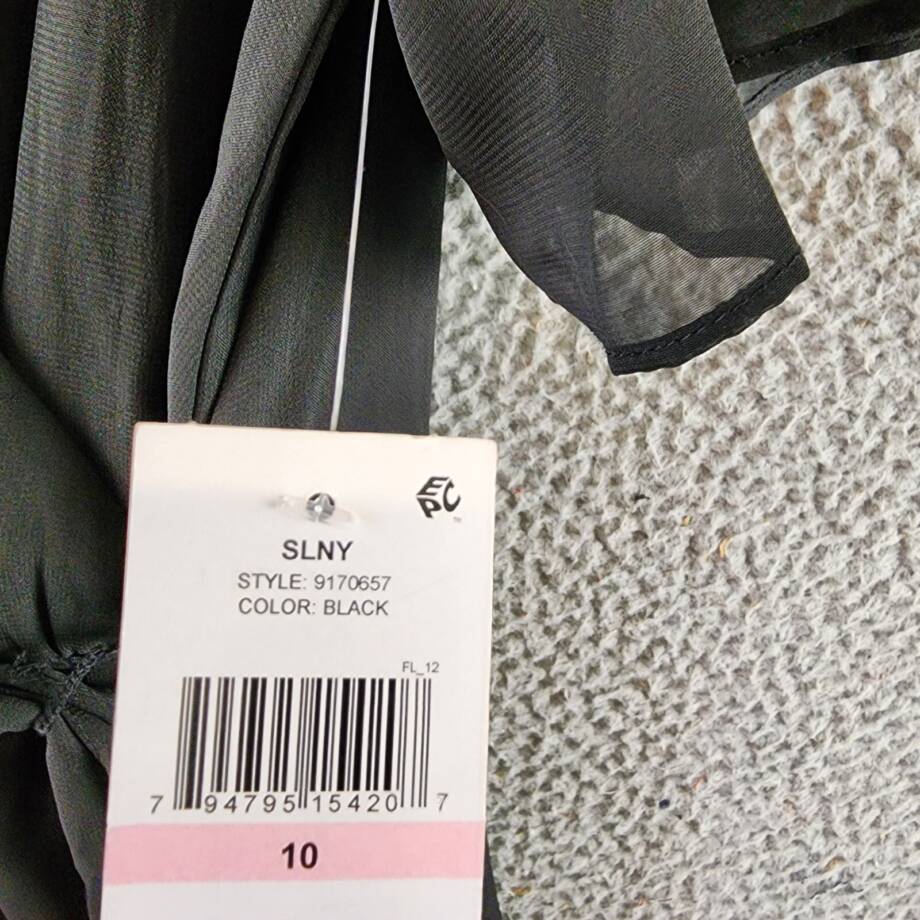 EPC
SLNY
STYLE: 9170657
COLOR: BLACK
FL_12
7 94795 15420 7
10